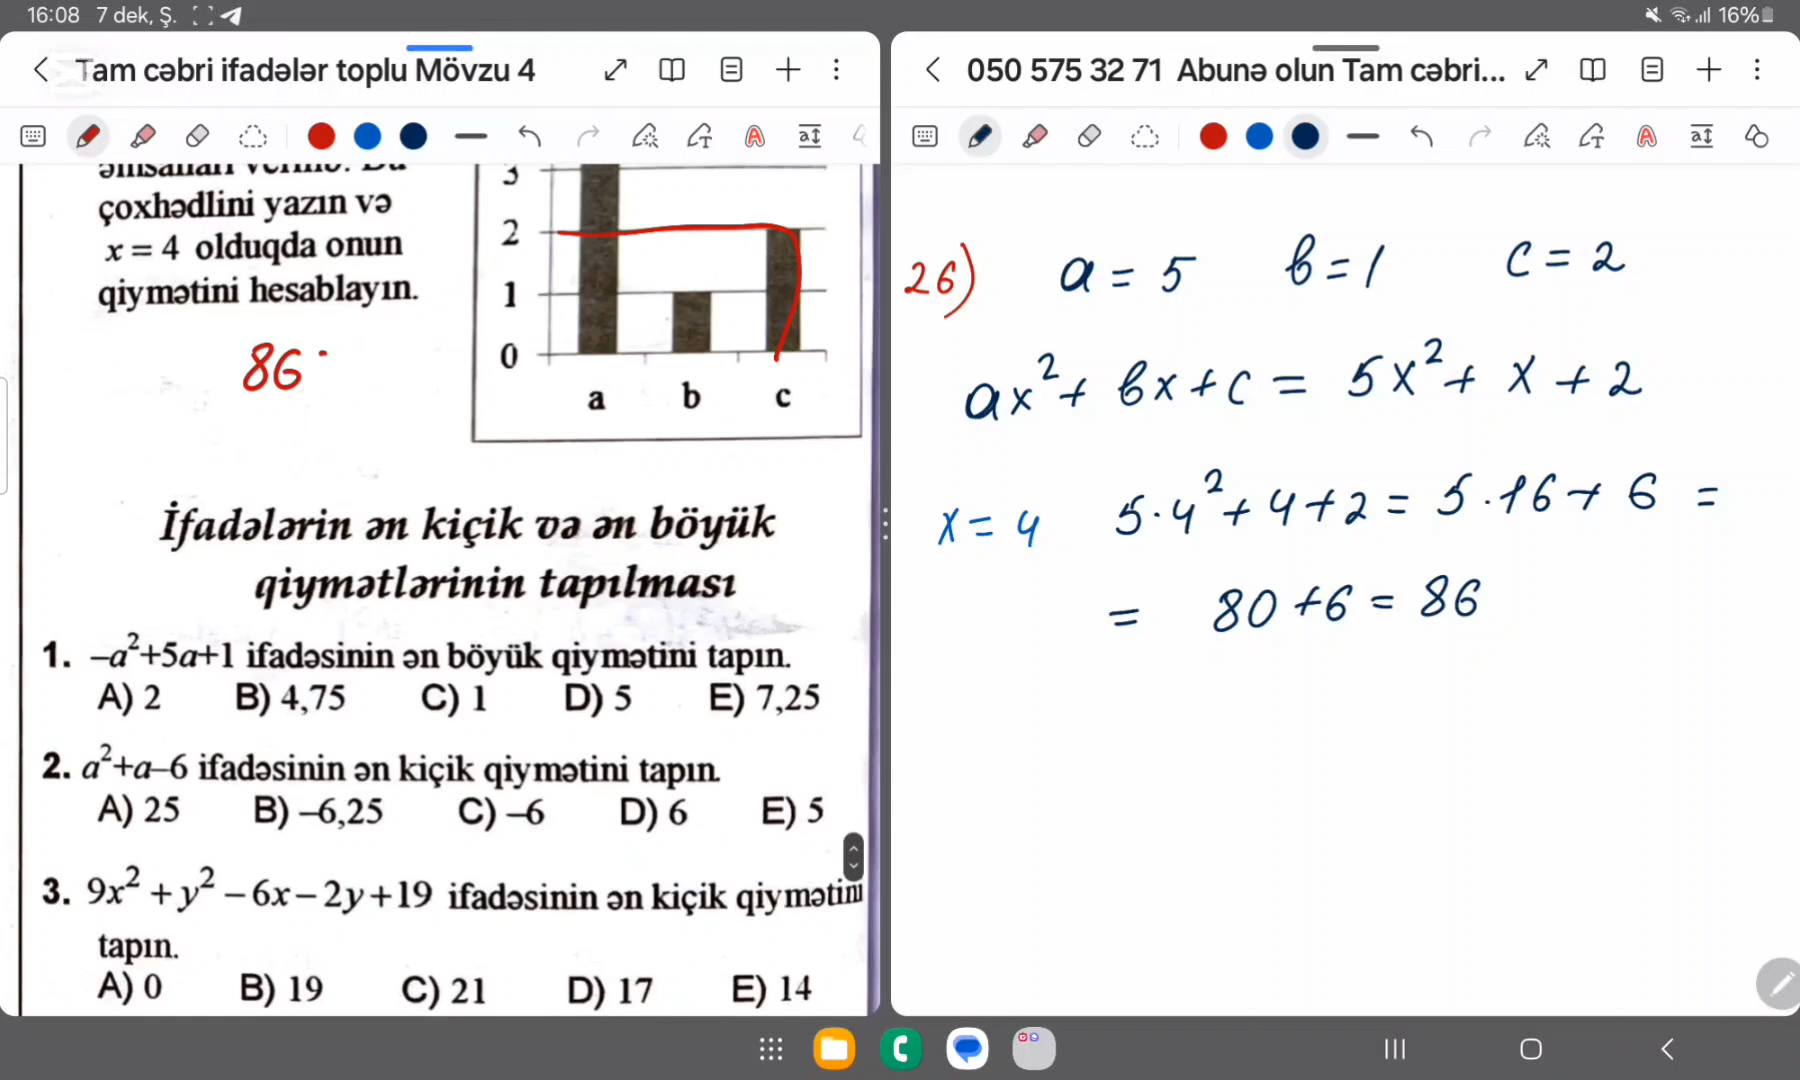 16:08 7 dek, Ş. 16%
Tam cəbri ifadələr toplu Mövzu 4
çoxhədlini yazın və
x = 4 olduqda onun
qiymətini hesablayın.
86
3
2
1
0
a b c
İfadələrin ən kiçik və ən böyük
qiymətlərinin tapılması
1. –a²+5a+1 ifadəsinin ən böyük qiymətini tapın.
A) 2 B) 4,75 C) 1 D) 5 E) 7,25
2. a²+a–6 ifadəsinin ən kiçik qiymətini tapın.
A) 25 B) –6,25 C) –6 D) 6 E) 5
3. 9x² + y² – 6x – 2y + 19 ifadəsinin ən kiçik qiymətini
tapın.
A) 0 B) 19 C) 21 D) 17 E) 14
050 575 32 71 Abunə olun Tam cəbri...
26) a = 5 b = 1 c = 2
ax² + bx + c = 5x² + x + 2
x = 4 5·4² + 4 + 2 = 5·16 + 6 =
= 80 + 6 = 86